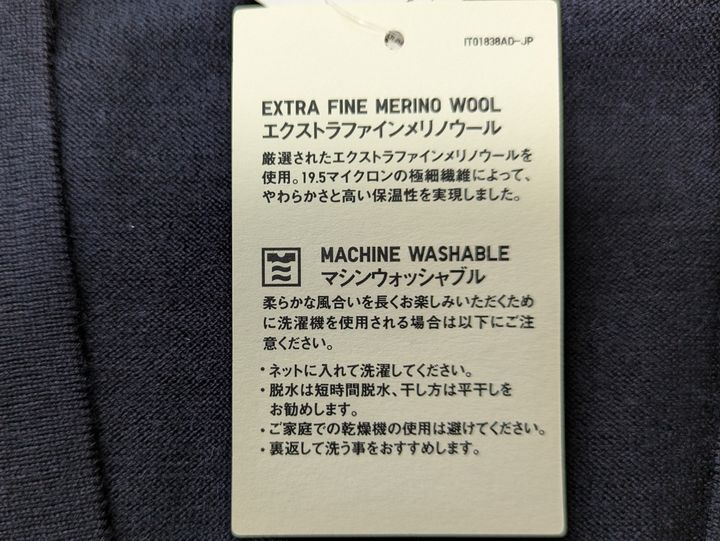 IT01838AD-JP
EXTRA FINE MERINO WOOL
エクストラファインメリノウール
厳選されたエクストラファインメリノウールを
使用。19.5マイクロンの極細繊維によって、
やわらかさと高い保温性を実現しました。
MACHINE WASHABLE
マシンウォッシャブル
柔らかな風合いを長くお楽しみいただくため
に洗濯機を使用される場合は以下にご注
意ください。
・ネットに入れて洗濯してください。
・脱水は短時間脱水、干し方は平干しを
お勧めします。
・ご家庭での乾燥機の使用は避けてください。
・裏返して洗う事をおすすめします。